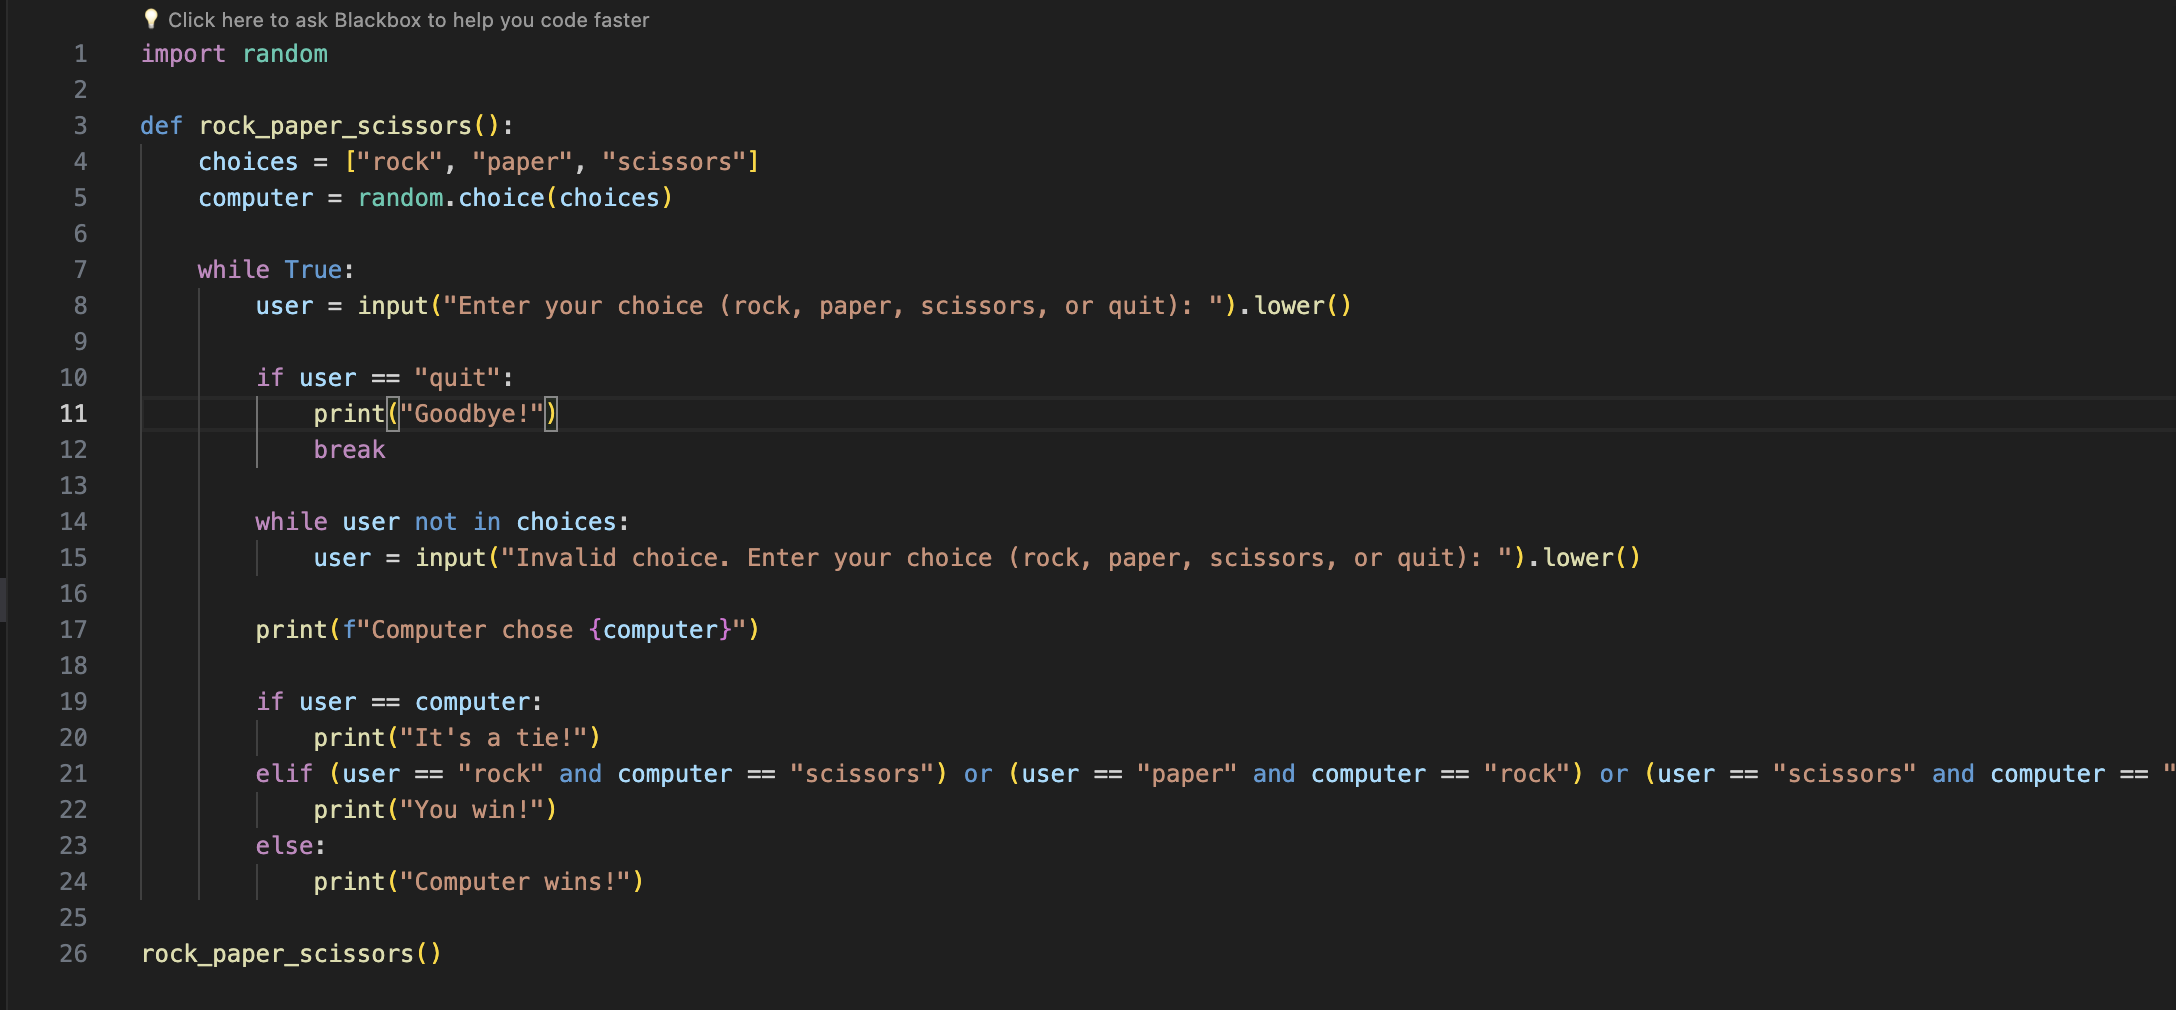 💡 Click here to ask Blackbox to help you code faster
1 import random
2
3 def rock_paper_scissors():
4     choices = ["rock", "paper", "scissors"]
5     computer = random.choice(choices)
6
7     while True:
8         user = input("Enter your choice (rock, paper, scissors, or quit): ").lower()
9
10         if user == "quit":
11             print("Goodbye!")
12             break
13
14         while user not in choices:
15             user = input("Invalid choice. Enter your choice (rock, paper, scissors, or quit): ").lower()
16
17         print(f"Computer chose {computer}")
18
19         if user == computer:
20             print("It's a tie!")
21         elif (user == "rock" and computer == "scissors") or (user == "paper" and computer == "rock") or (user == "scissors" and computer == "
22             print("You win!")
23         else:
24             print("Computer wins!")
25
26 rock_paper_scissors()